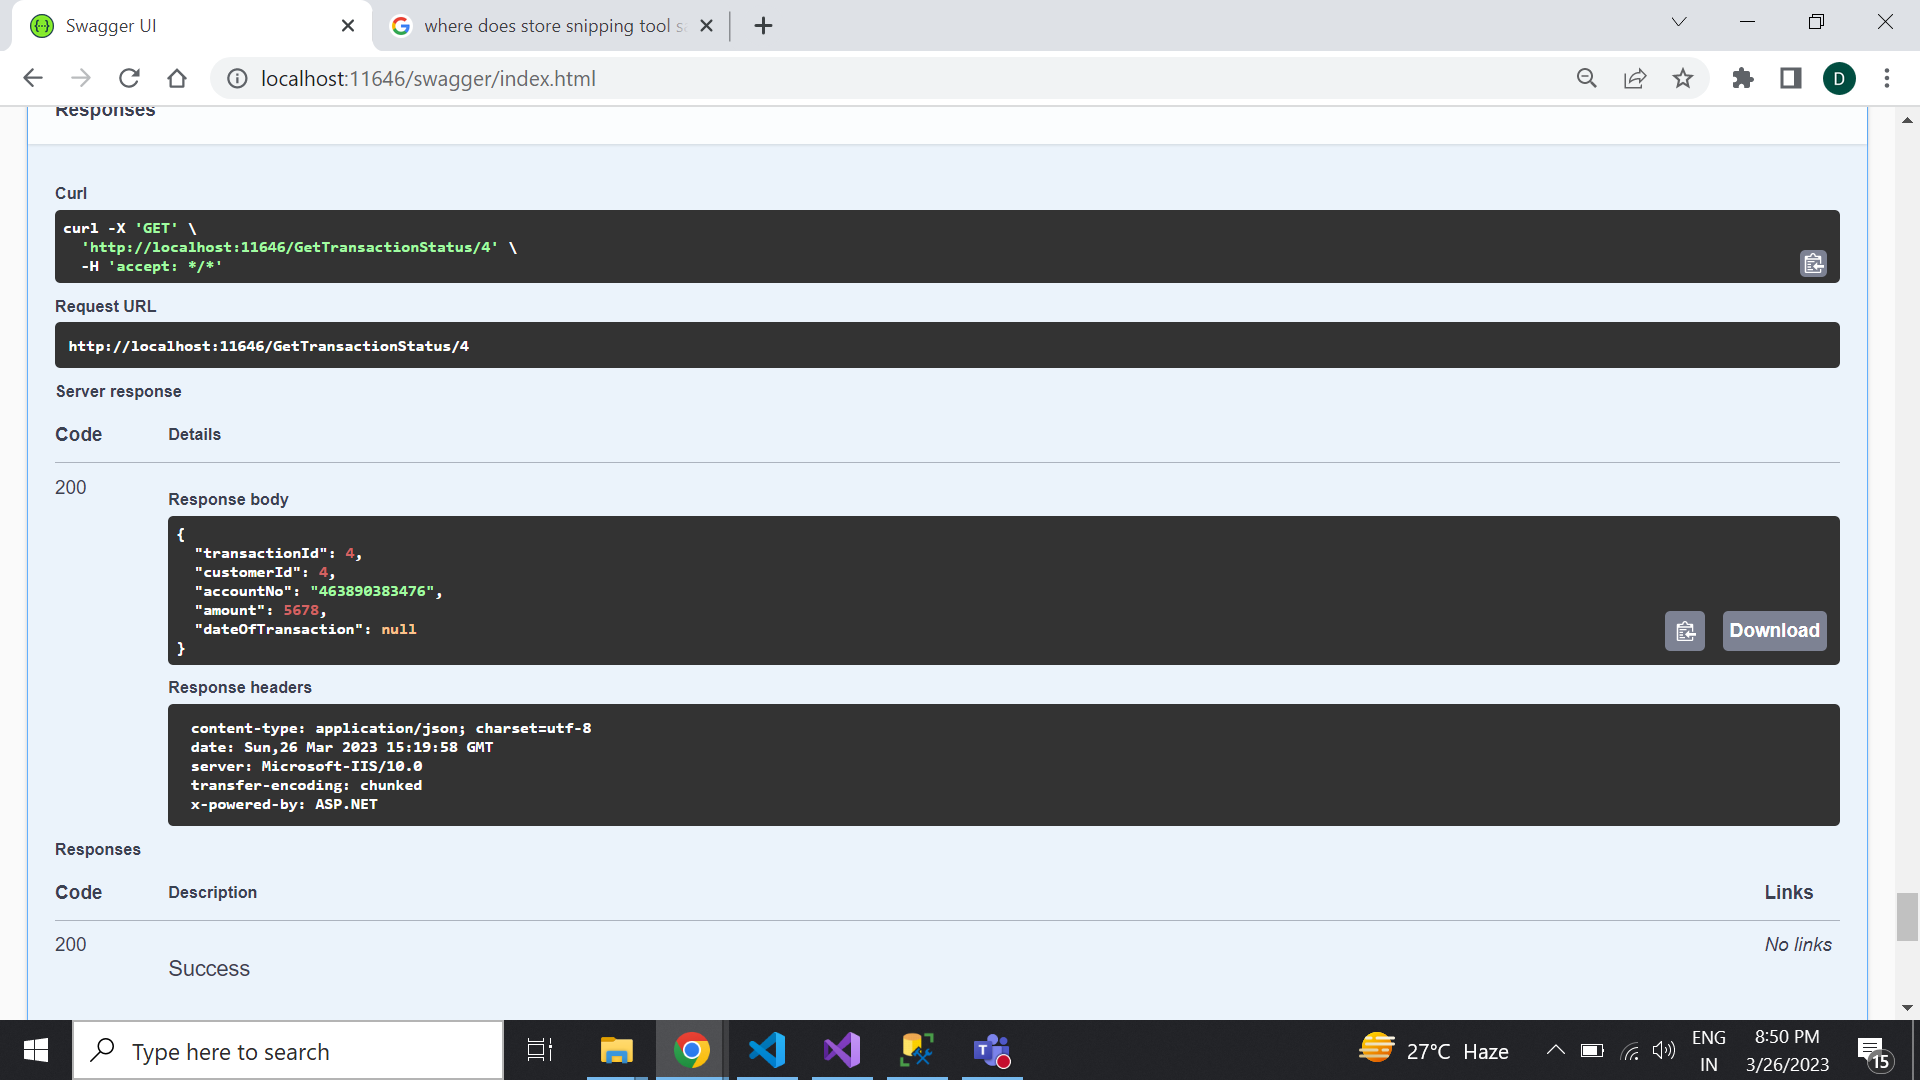 Swagger UI
where does store snipping tool sa
localhost:11646/swagger/index.html
D
Responses
Curl
curl -X 'GET' \
'http://localhost:11646/GetTransactionStatus/4' \
-H 'accept: */*'
Request URL
http://localhost:11646/GetTransactionStatus/4
Server response
Code Details
200
Response body
{
"transactionId": 4,
"customerId": 4,
"accountNo": "463890383476",
"amount": 5678,
"dateOfTransaction": null
}
Download
Response headers
content-type: application/json; charset=utf-8
date: Sun,26 Mar 2023 15:19:58 GMT
server: Microsoft-IIS/10.0
transfer-encoding: chunked
x-powered-by: ASP.NET
Responses
Code Description Links
200 No links
Success
Type here to search
T
27°C Haze
ENG
IN
8:50 PM
3/26/2023
15